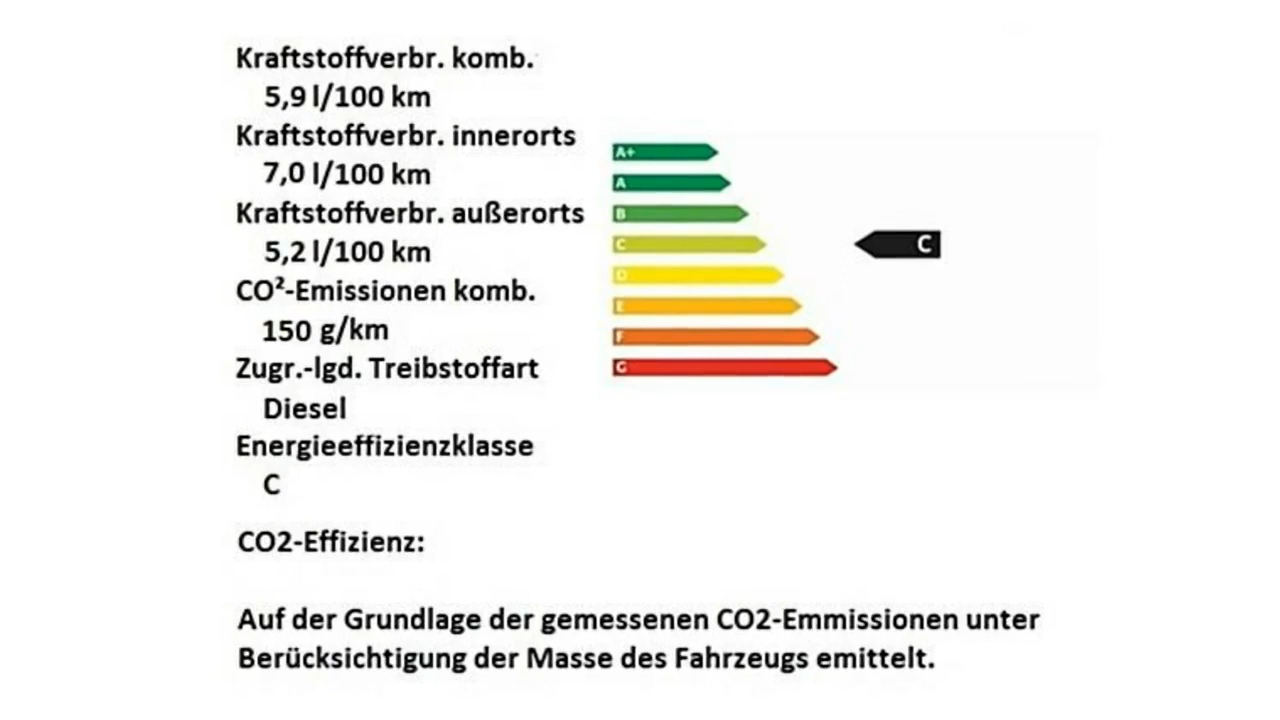 Kraftstoffverbr. komb.
5,9 l/100 km
Kraftstoffverbr. innerorts
7,0 l/100 km
Kraftstoffverbr. außerorts
5,2 l/100 km
CO²-Emissionen komb.
150 g/km
Zugr.-lgd. Treibstoffart
Diesel
Energieeffizienzklasse
C
A+
A
B
C
D
E
F
G
C
CO2-Effizienz:
Auf der Grundlage der gemessenen CO2-Emmissionen unter
Berücksichtigung der Masse des Fahrzeugs emittelt.